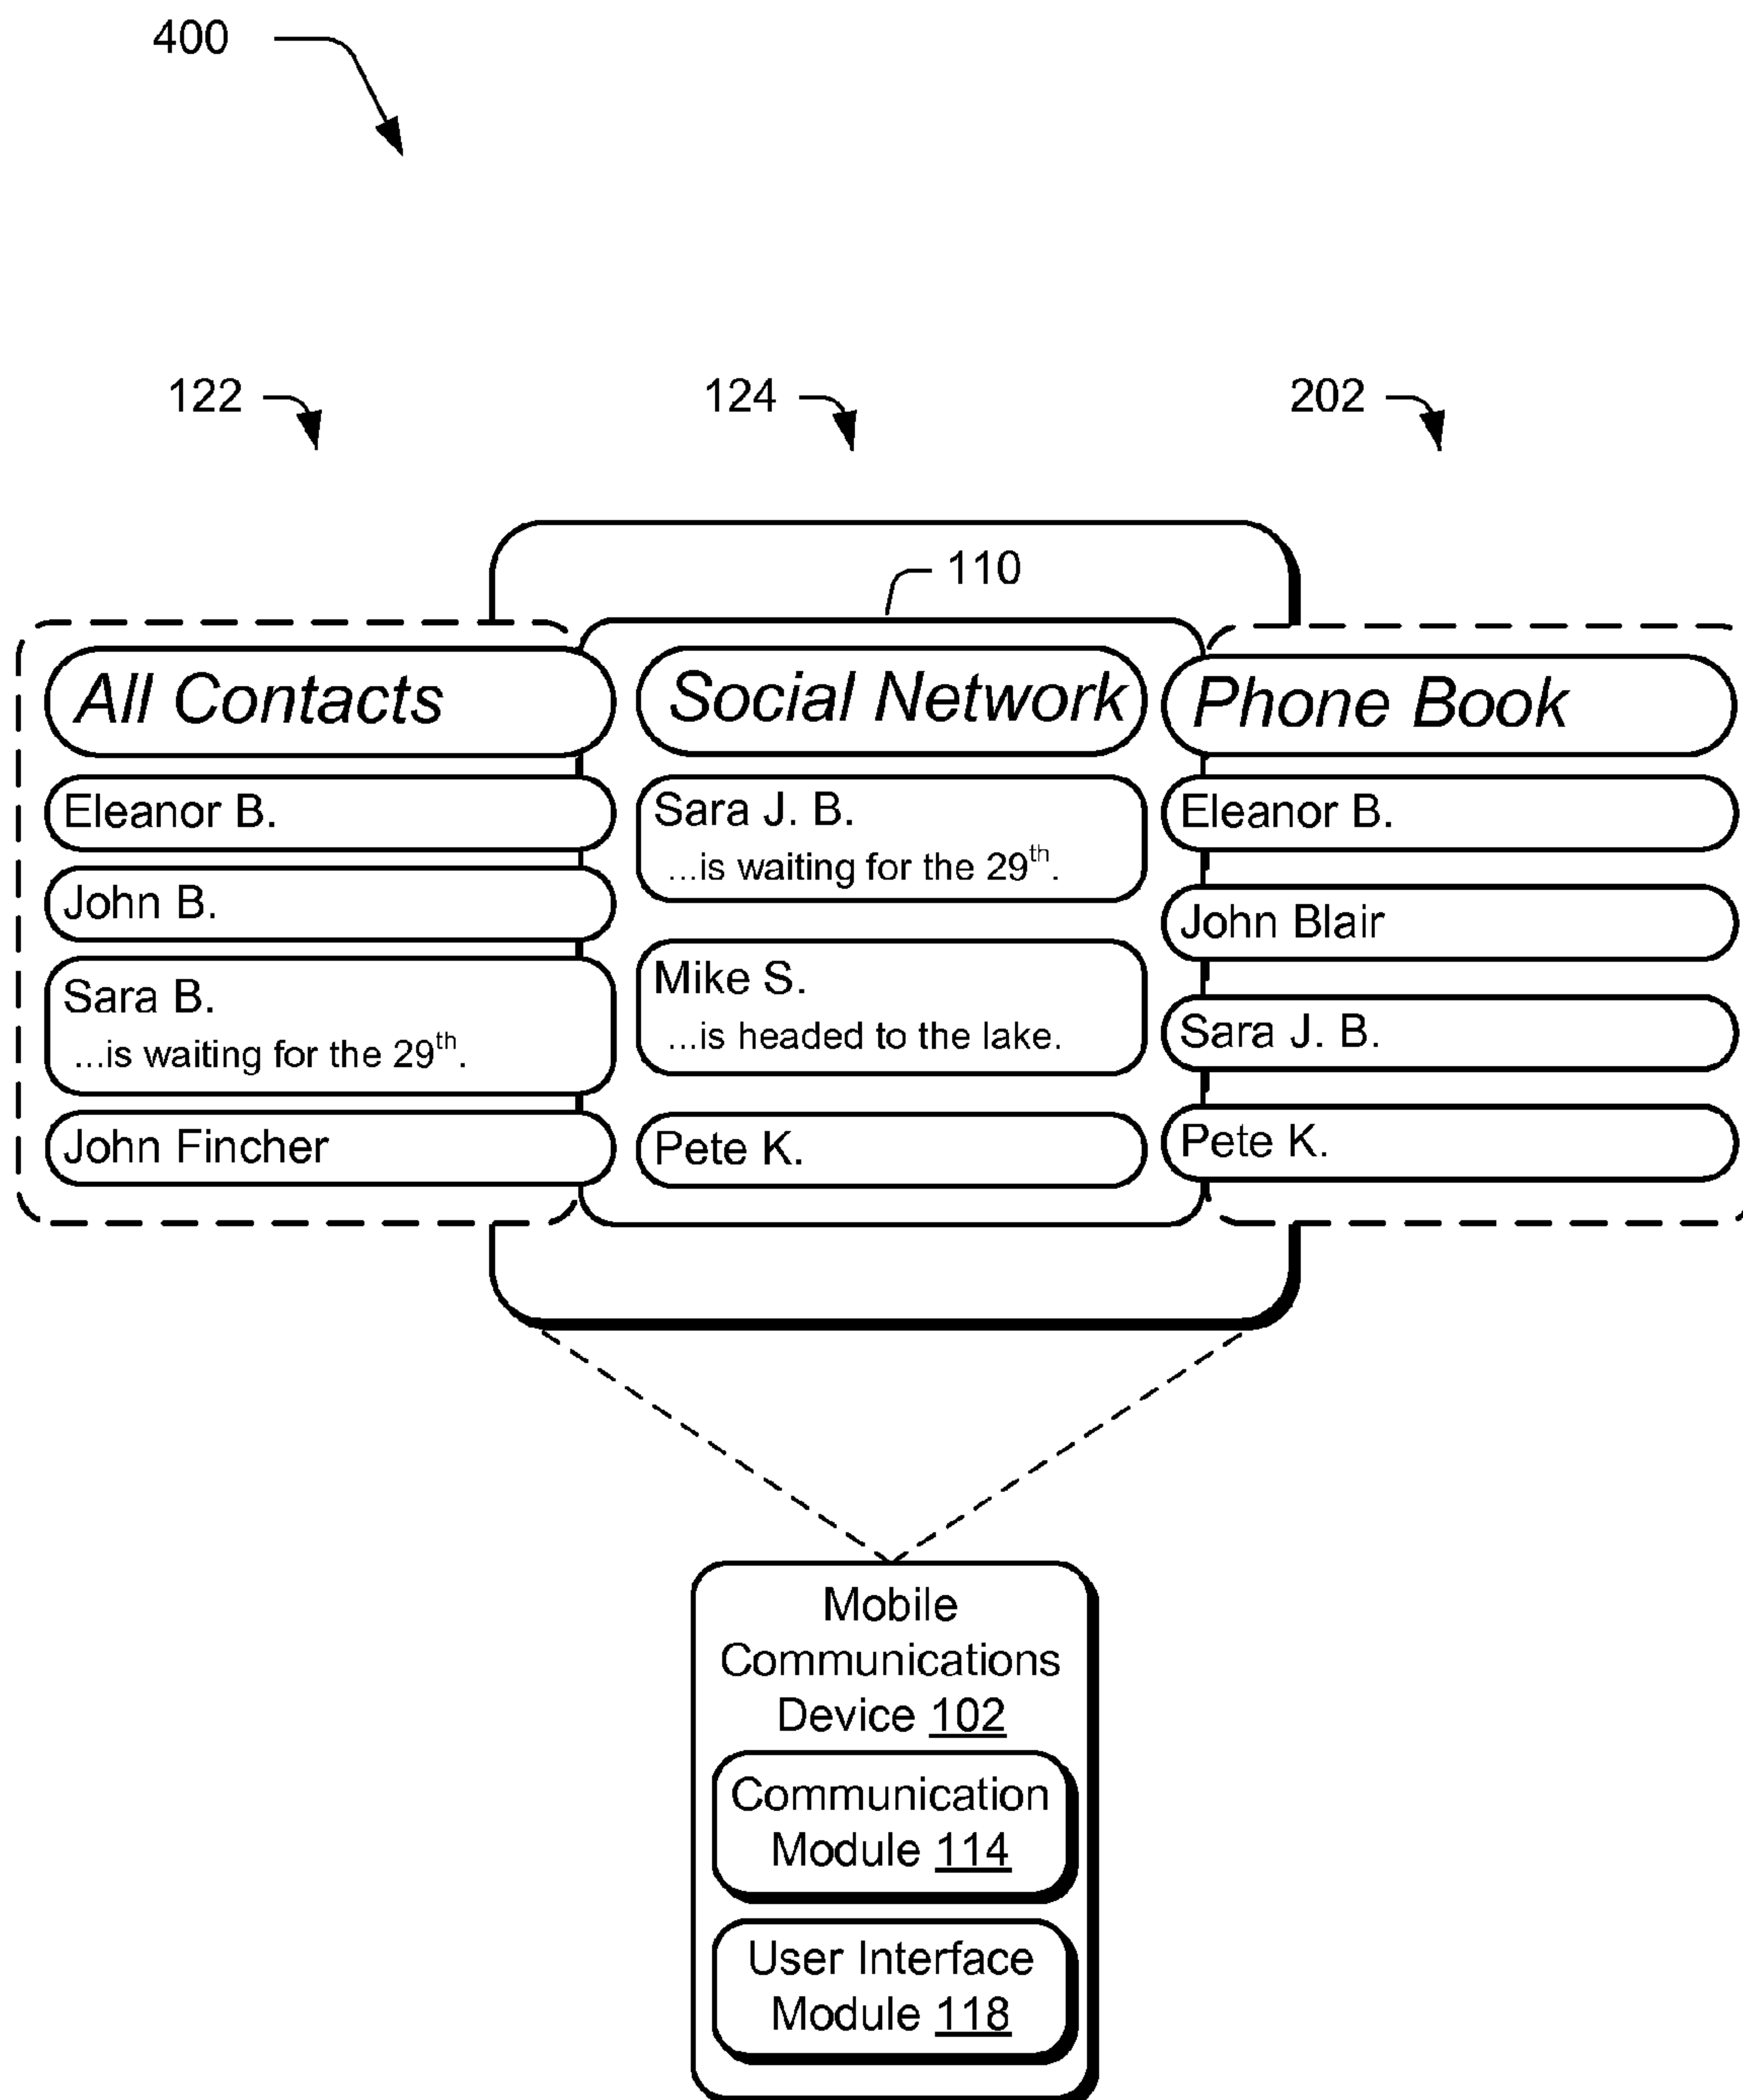 400
122
124
202
110
All Contacts
Eleanor B.
John B.
Sara B.
...is waiting for the 29th.
John Fincher
Social Network
Sara J. B.
...is waiting for the 29th.
Mike S.
...is headed to the lake.
Pete K.
Phone Book
Eleanor B.
John Blair
Sara J. B.
Pete K.
Mobile
Communications
Device 102
Communication
Module 114
User Interface
Module 118